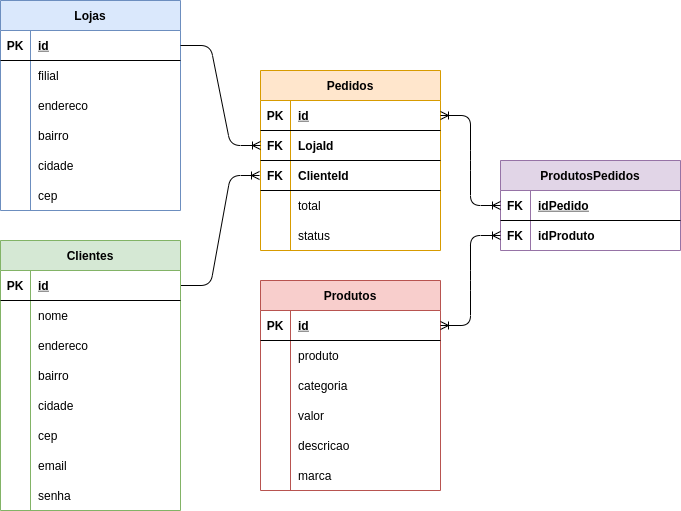 Lojas
PK id
filial
endereco
bairro
cidade
cep
Clientes
PK id
nome
endereco
bairro
cidade
cep
email
senha
Pedidos
PK id
FK LojaId
FK ClienteId
total
status
Produtos
PK id
produto
categoria
valor
descricao
marca
ProdutosPedidos
FK idPedido
FK idProduto